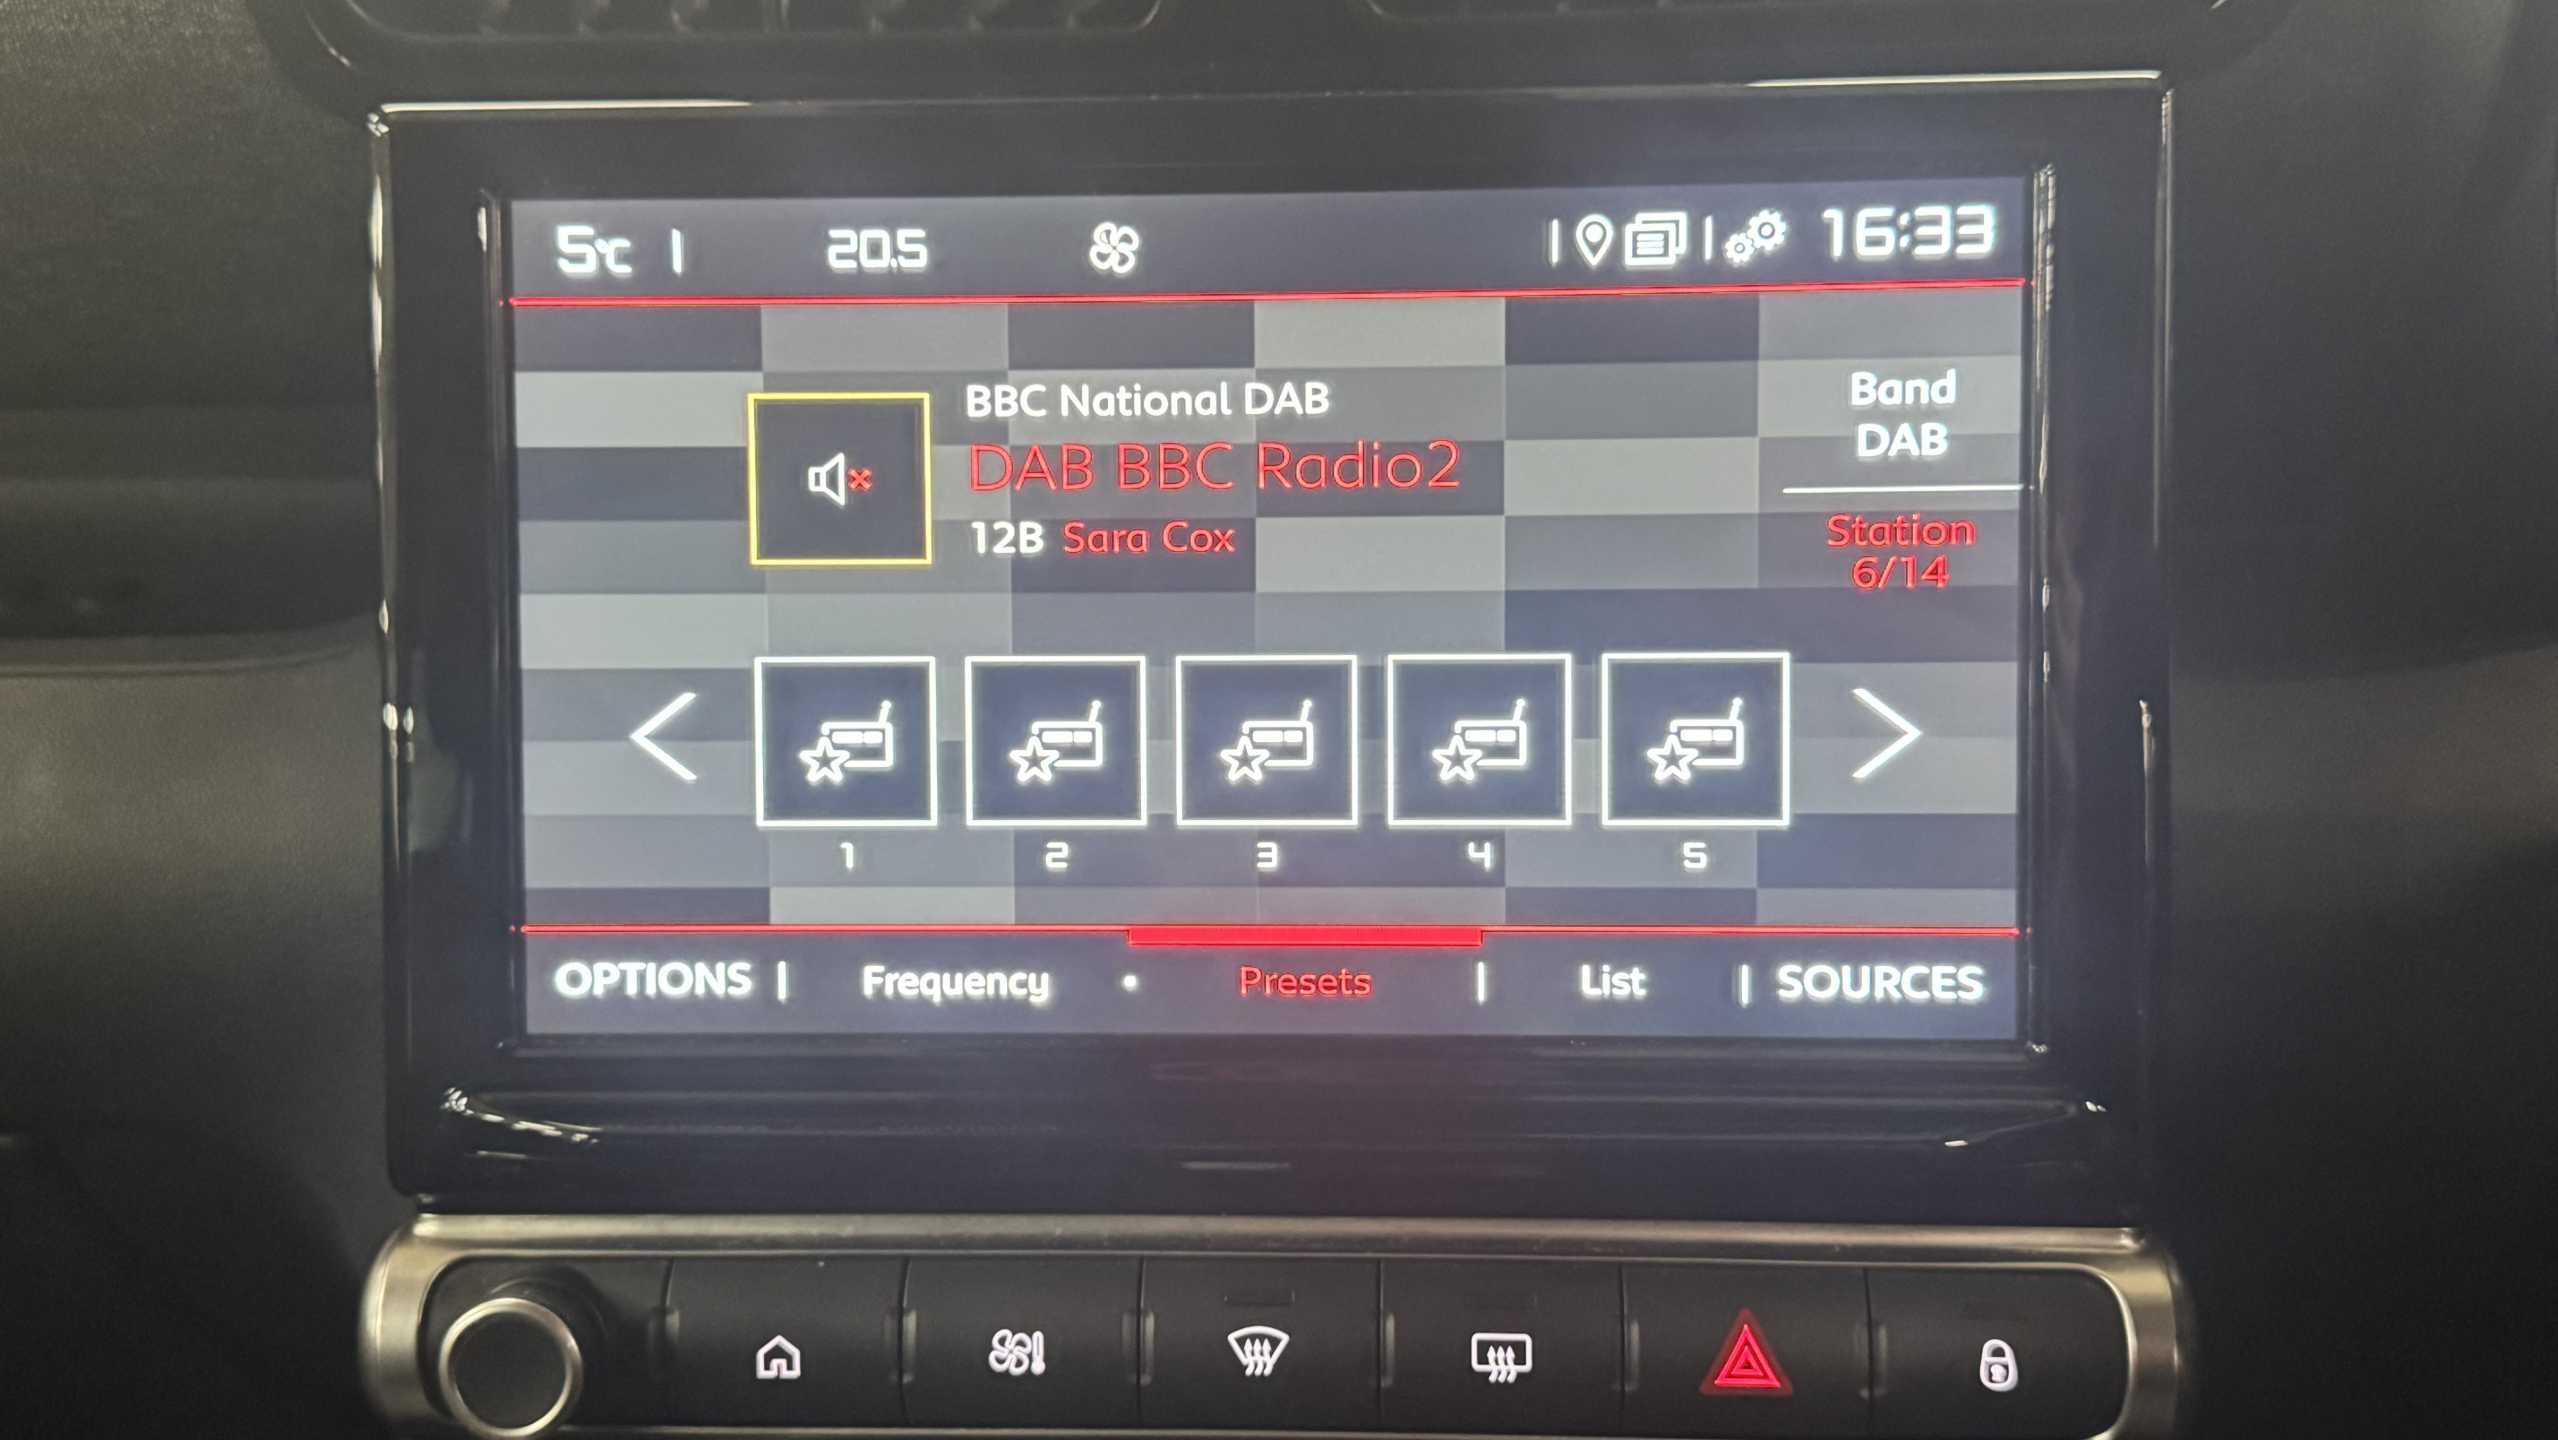 5°C | 20.5 16:33
BBC National DAB
DAB BBC Radio2
12B Sara Cox
Band
DAB
Station
6/14
1 2 3 4 5
OPTIONS | Frequency • Presets | List | SOURCES